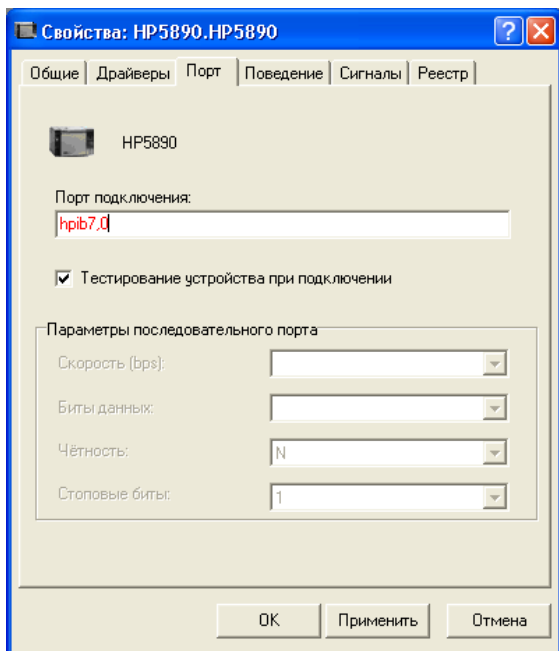 Свойства: HP5890.HP5890
Общие Драйверы Порт Поведение Сигналы Реестр
HP5890
Порт подключения:
hpib7,0
Тестирование устройства при подключении
Параметры последовательного порта
Скорость (bps):
Биты данных:
Чётность: N
Стоповые биты: 1
OK Применить Отмена